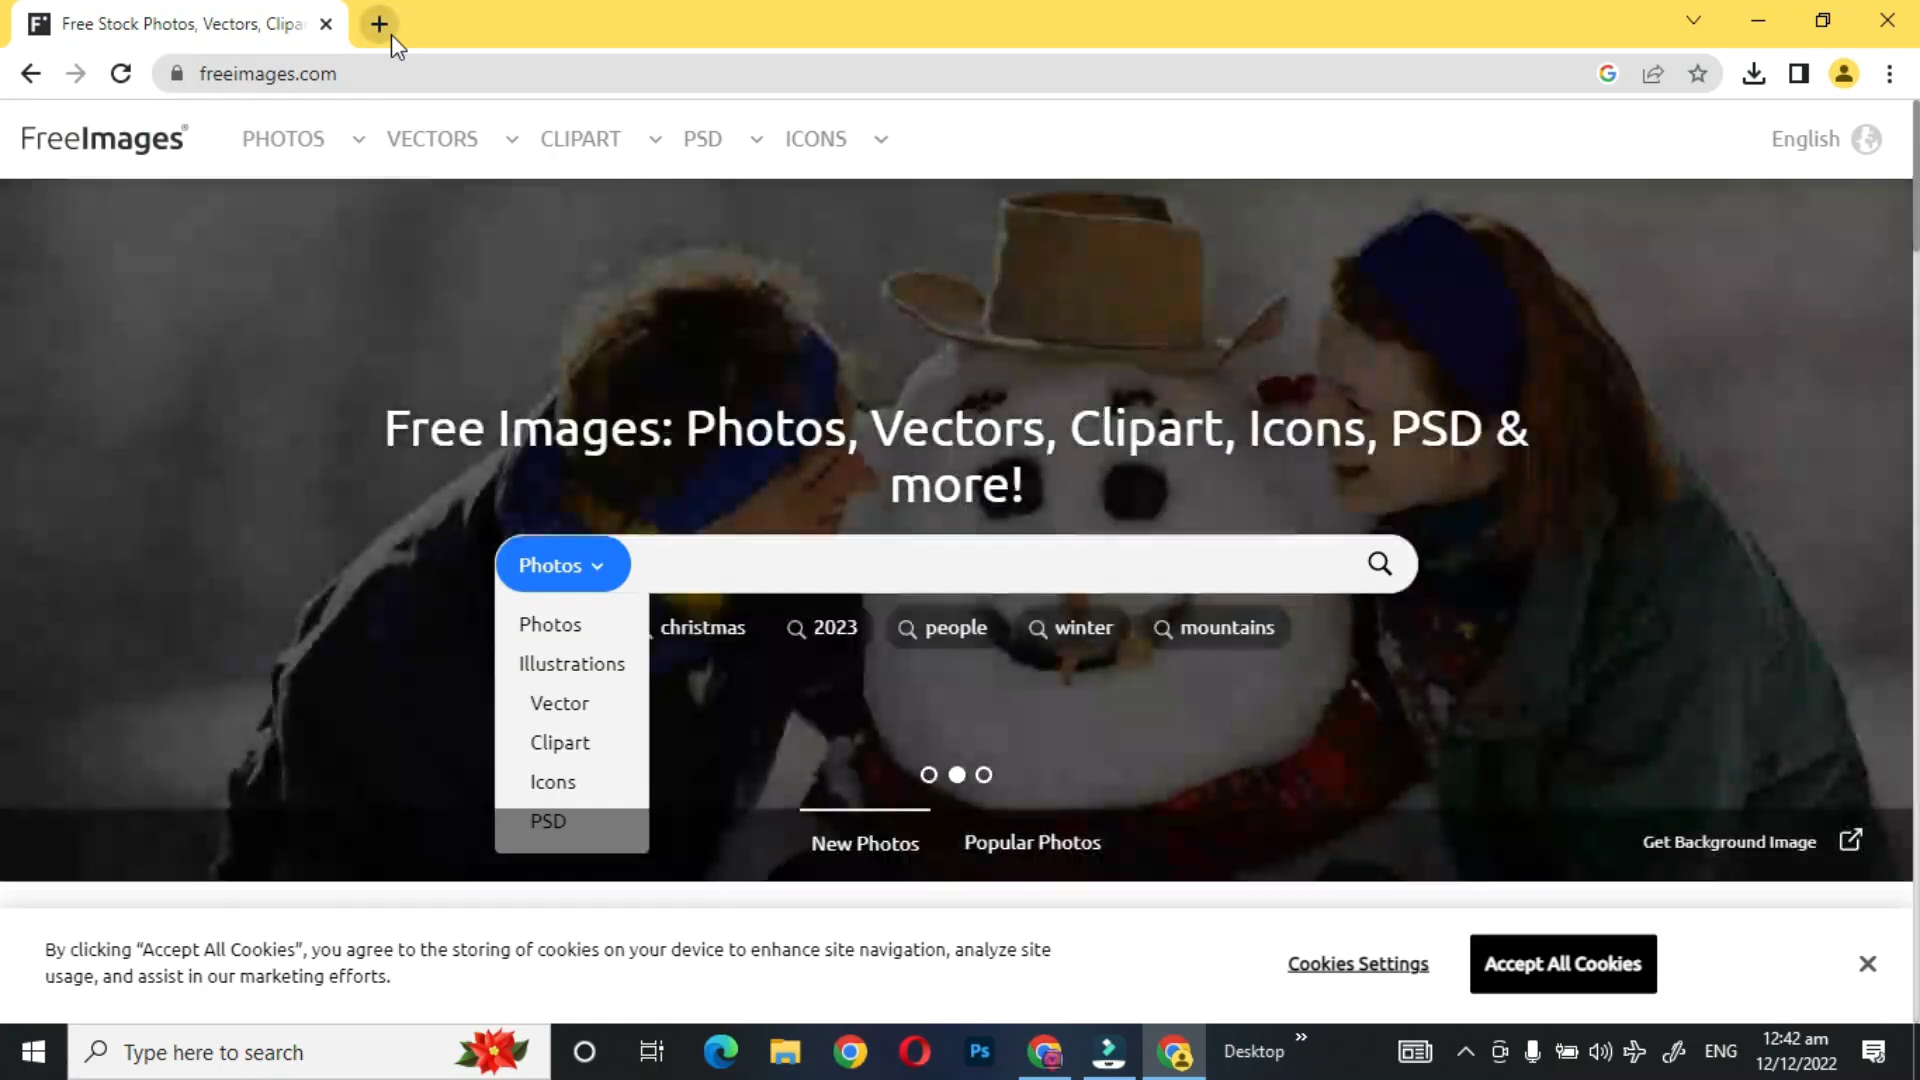 Free Stock Photos, Vectors, Clipa
freeimages.com
FreeImages®
PHOTOS
VECTORS
CLIPART
PSD
ICONS
English
Free Images: Photos, Vectors, Clipart, Icons, PSD &
more!
Photos
Photos
Illustrations
Vector
Clipart
Icons
PSD
christmas
2023
people
winter
mountains
New Photos
Popular Photos
Get Background Image
By clicking “Accept All Cookies”, you agree to the storing of cookies on your device to enhance site navigation, analyze site
usage, and assist in our marketing efforts.
Cookies Settings
Accept All Cookies
Type here to search
Ps
Desktop
ENG
12:42 am
12/12/2022